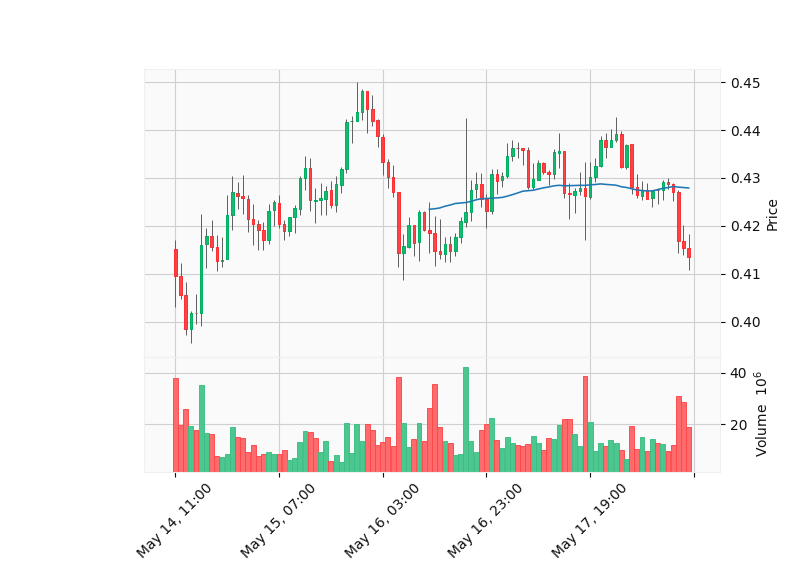 0.45
0.44
0.43
0.42
0.41
0.40
Price
40
20
Volume 10^6
May 14, 11:00
May 15, 07:00
May 16, 03:00
May 16, 23:00
May 17, 19:00